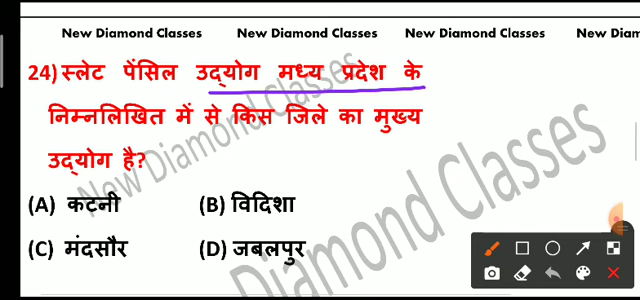 New Diamond Classes New Diamond Classes New Diamond Classes New Diam
24) स्लेट पेंसिल उद्योग मध्य प्रदेश के
निम्नलिखित में से किस जिले का मुख्य
उद्योग है?
(A) कटनी (B) विदिशा
(C) मंदसौर (D) जबलपुर
New Diamond Classes
Diamond Classes